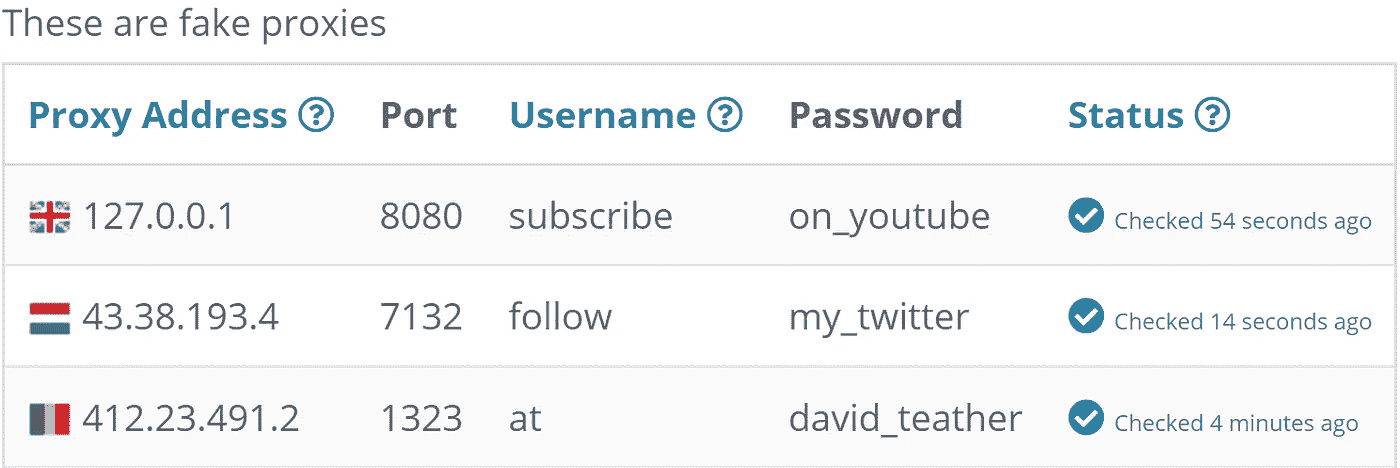 These are fake proxies
Proxy Address ? Port Username ? Password Status ?
127.0.0.1 8080 subscribe on_youtube Checked 54 seconds ago
43.38.193.4 7132 follow my_twitter Checked 14 seconds ago
412.23.491.2 1323 at david_teather Checked 4 minutes ago